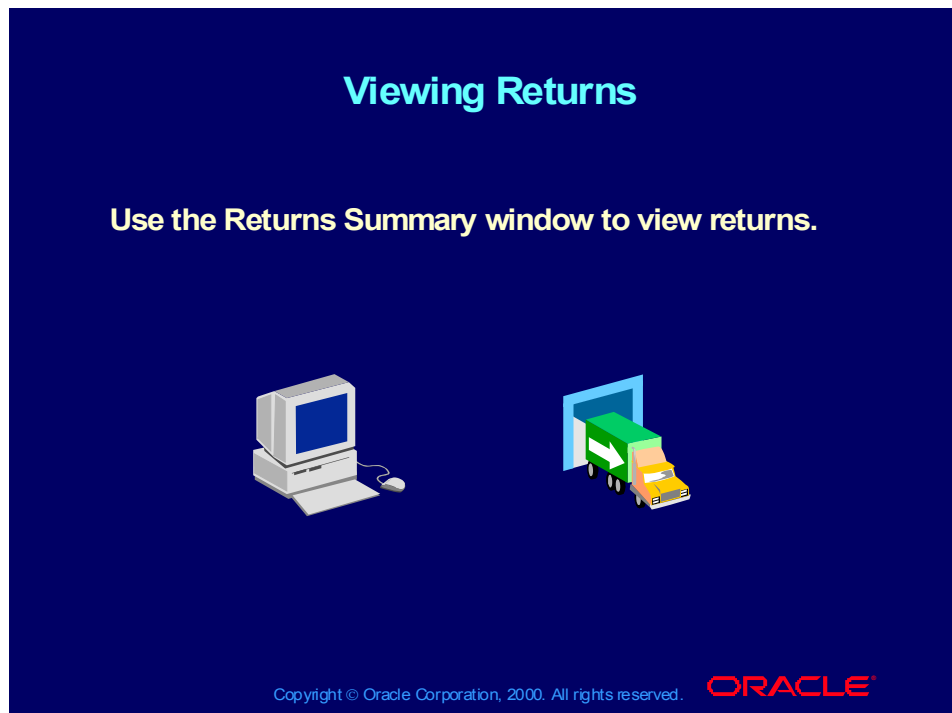 Viewing Returns
Use the Returns Summary window to view returns.
Copyright © Oracle Corporation, 2000. All rights reserved.
ORACLE®